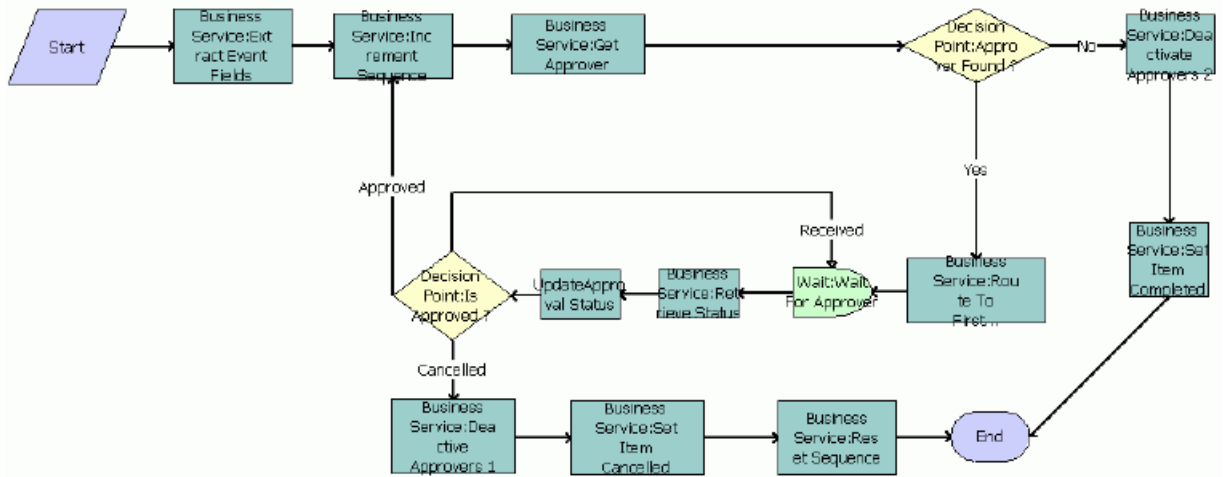 Start
Business
Service:Ext
ract Event
Fields
Business
Service:Inc
rement
Sequence
Business
Service:Get
Approver
Decision
Point:Appro
ver Found ?
No
Business
Service:Dea
ctivate
Approvers 2
Approved
Yes
Received
Decision
Point:Is
Approved ?
UpdateAppro
val Status
Business
Service:Ret
rieve Status
Wait:Wait
For Approver
Business
Service:Rou
te To
First...
Business
Service:Set
Item
Completed
Cancelled
Business
Service:Dea
ctive
Approvers 1
Business
Service:Set
Item
Cancelled
Business
Service:Res
et Sequence
End